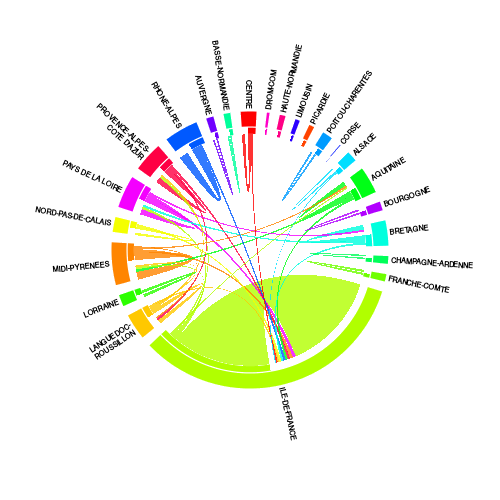 BASSE-NORMANDIE
CENTRE
DROM-COM
HAUTE-NORMANDIE
LIMOUSIN
PICARDIE
POITOU-CHARENTES
CORSE
ALSACE
AQUITAINE
BOURGOGNE
BRETAGNE
CHAMPAGNE-ARDENNE
FRANCHE-COMTE
ILE-DE-FRANCE
LANGUEDOC-
ROUSSILLON
LORRAINE
MIDI-PYRENEES
NORD-PAS-DE-CALAIS
PAYS DE LA LOIRE
PROVENCE-ALPES-
COTE D'AZUR
RHONE-ALPES
AUVERGNE